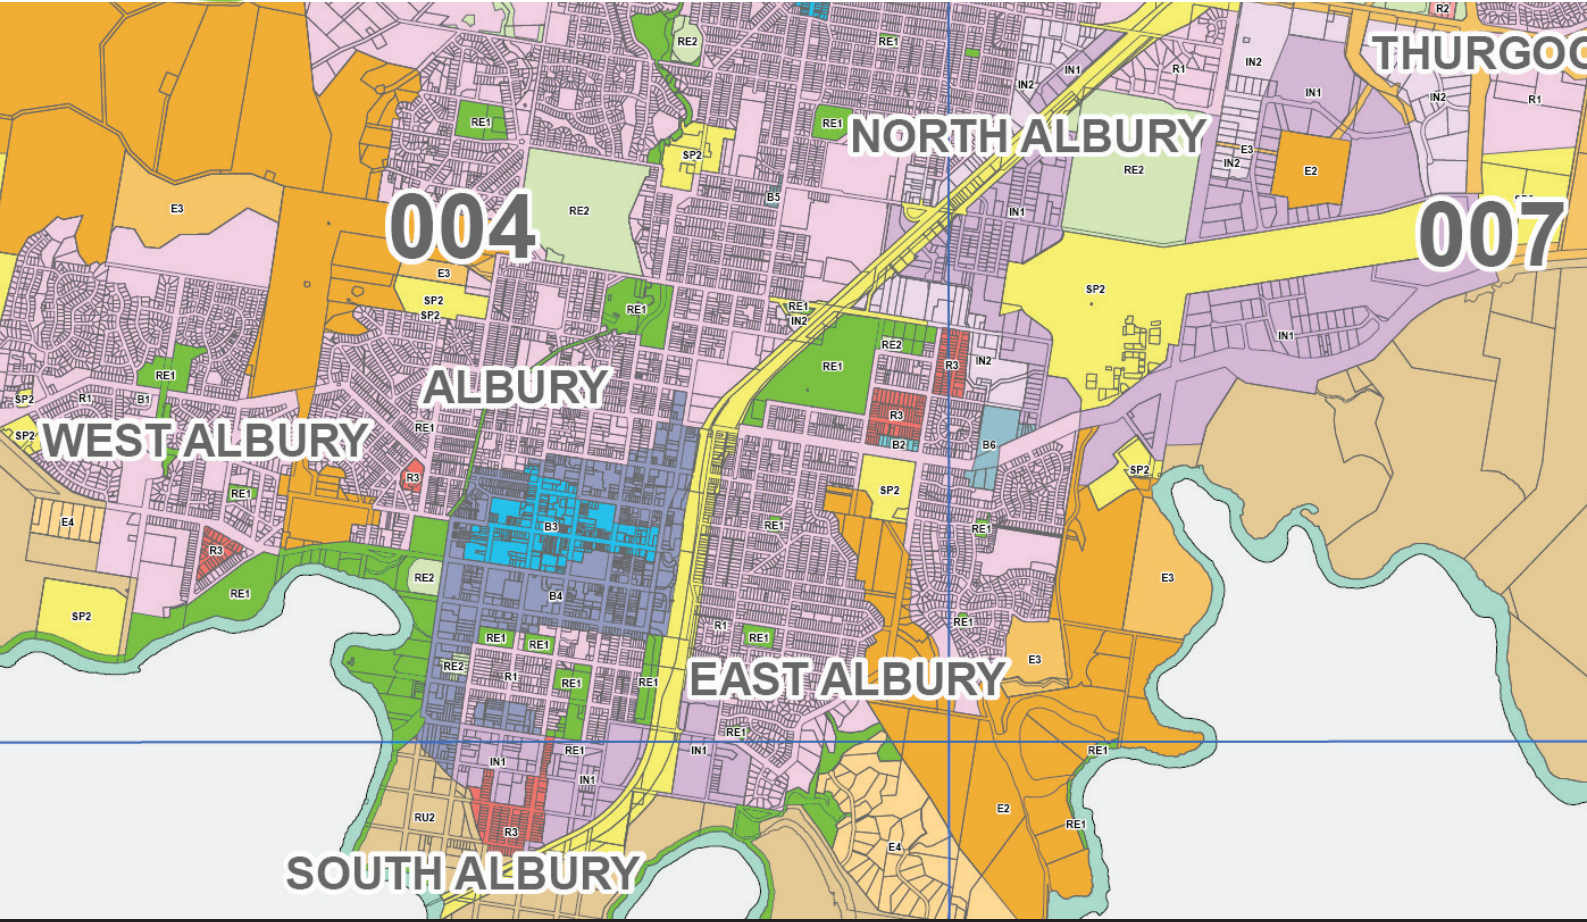 R2
RE2
RE1
THURGOO
IN2
IN1
R1
IN2
IN1
IN2
R1
RE1
RE1
NORTH ALBURY
SP2
E3
IN2
RE2
E2
B5
E3
RE2
IN1
004
007
E3
SP2
SP2
SP2
RE1
RE1
IN2
IN1
RE2
RE1
R3
IN2
RE1
ALBURY
SP2
R1
B1
R3
RE1
SP2
WEST ALBURY
B2
B6
R3
SP2
SP2
RE1
E4
B3
RE1
RE1
R3
RE2
E3
RE1
B4
SP2
RE1
R1
RE1
RE1
RE1
RE2
E3
R1
RE1
RE1
EAST ALBURY
RE1
RE1
IN1
RE1
IN1
IN1
E2
RU2
RE1
R3
E4
SOUTH ALBURY